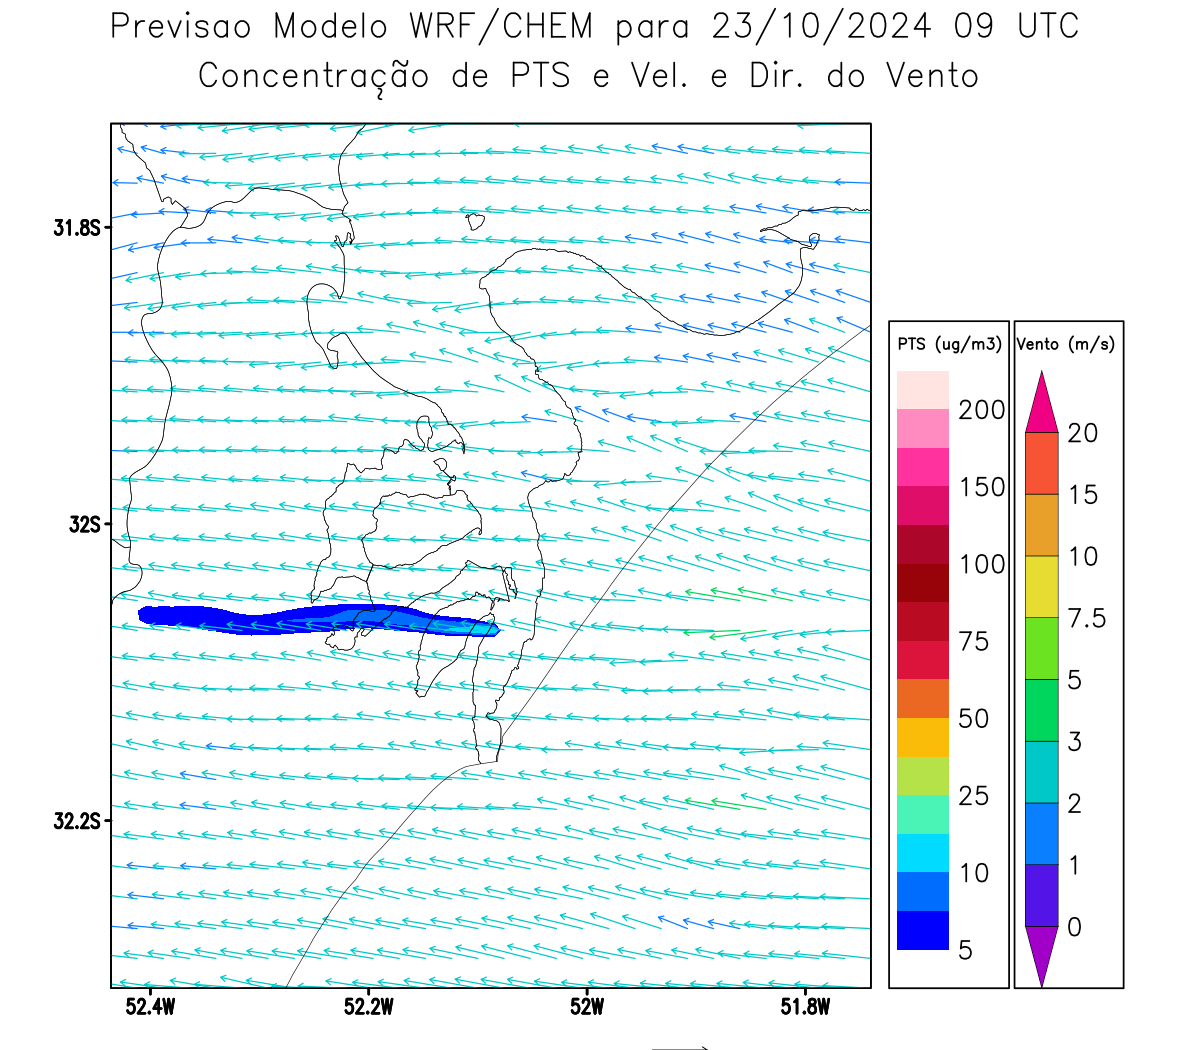 Previsao Modelo WRF/CHEM para 23/10/2024 09 UTC
Concentração de PTS e Vel. e Dir. do Vento
31.8S
32S
32.2S
52.4W
52.2W
52W
51.8W
PTS (ug/m3)
200
150
100
75
50
25
10
5
Vento (m/s)
20
15
10
7.5
5
3
2
1
0